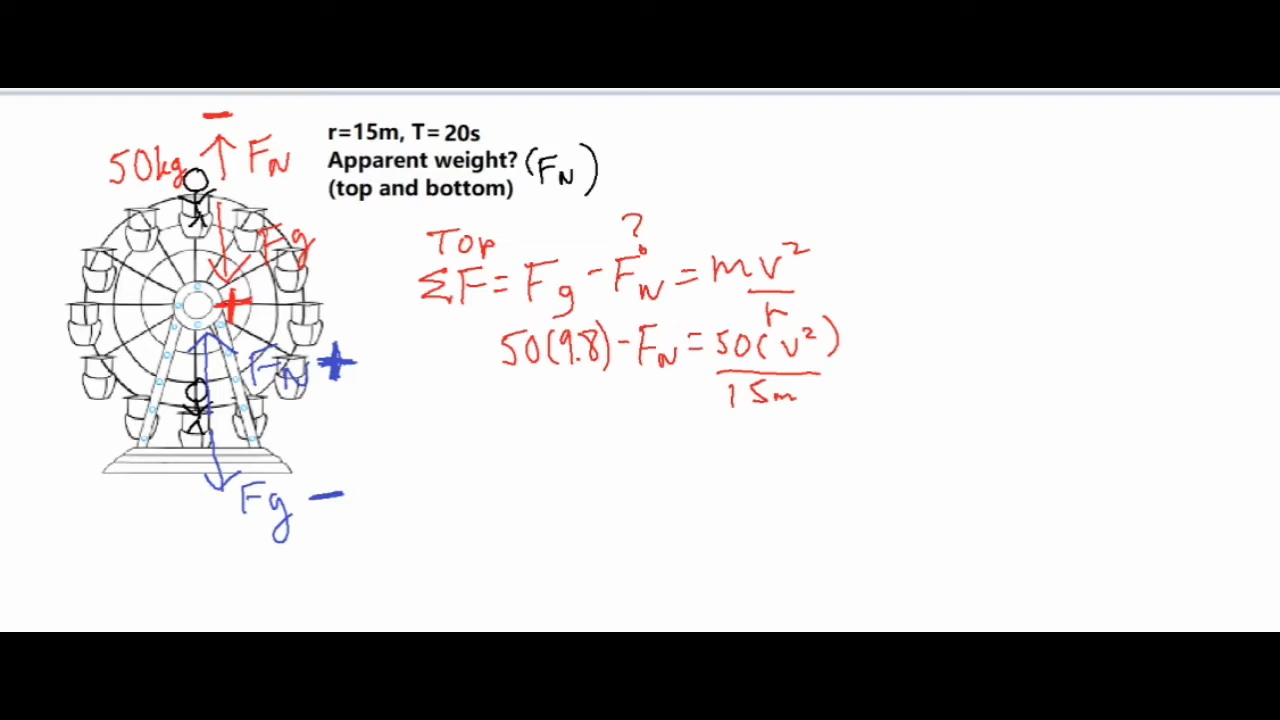 r=15m, T= 20s
Apparent weight? (FN)
(top and bottom)
−
50kg ↑ FN
Fg
+
FN +
Fg −
Top
?
ΣF = Fg − FN = mv²/r
50(9.8) − FN = 50(v²)/15m